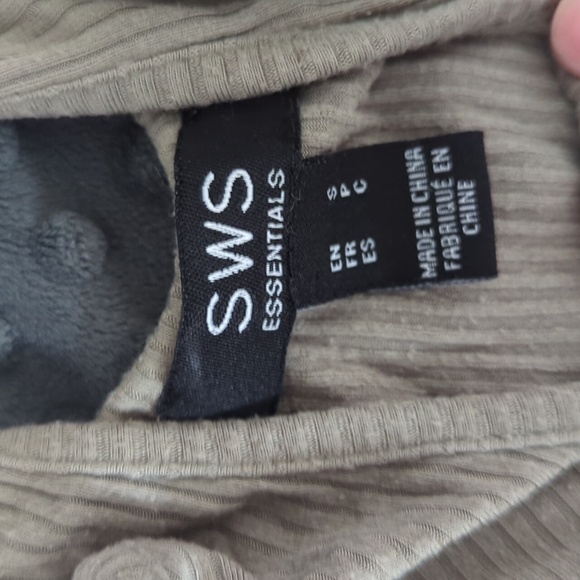 SWS
ESSENTIALS
EN S
FR P
ES C
MADE IN CHINA
FABRIQUÉ EN
CHINE